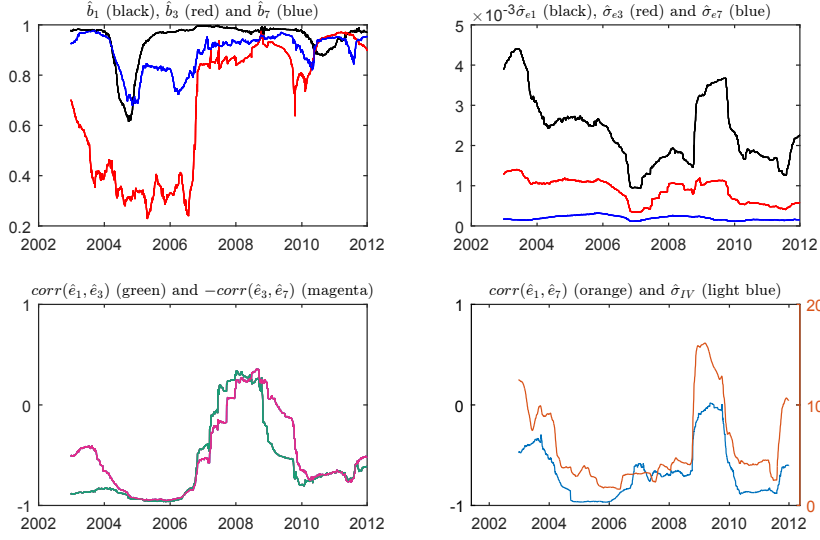 b̂₁ (black), b̂₃ (red) and b̂₇ (blue)
1
0.8
0.6
0.4
0.2
2002 2004 2006 2008 2010 2012
×10⁻³ σ̂ₑ₁ (black), σ̂ₑ₃ (red) and σ̂ₑ₇ (blue)
5
4
3
2
1
0
2002 2004 2006 2008 2010 2012
corr(ê₁, ê₃) (green) and −corr(ê₃, ê₇) (magenta)
1
0
-1
2002 2004 2006 2008 2010 2012
corr(ê₁, ê₇) (orange) and σ̂_IV (light blue)
1 20
0 10
-1 0
2002 2004 2006 2008 2010 2012